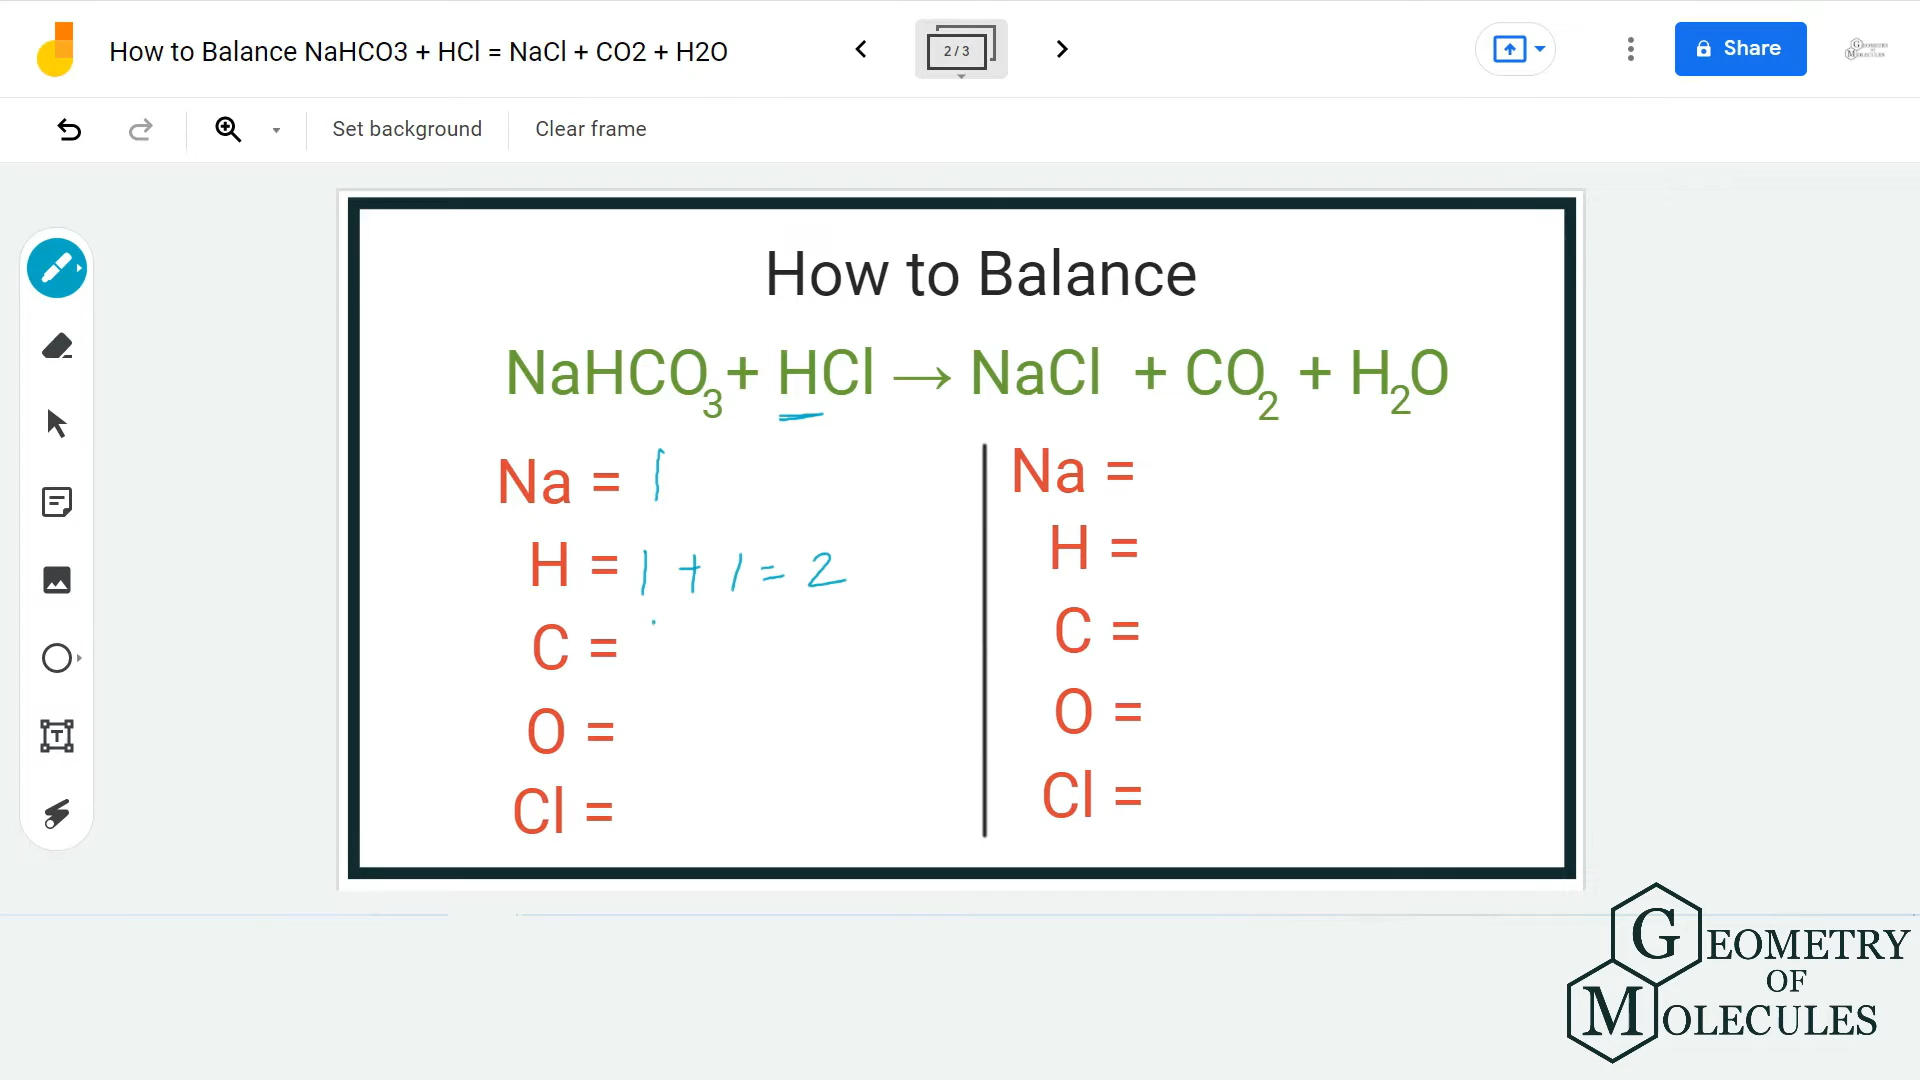 How to Balance NaHCO3 + HCl = NaCl + CO2 + H2O
2 / 3
Share
Set background
Clear frame
How to Balance
NaHCO₃ + HCl → NaCl + CO₂ + H₂O
Na = 1
H = 1 + 1 = 2
C =
O =
Cl =
Na =
H =
C =
O =
Cl =
GEOMETRY
OF
MOLECULES